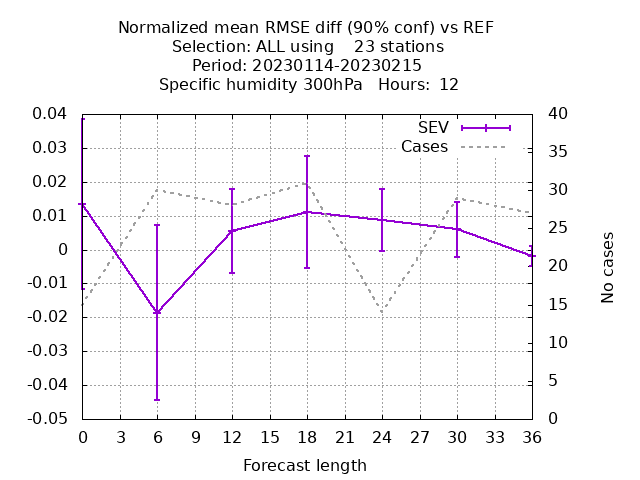 Normalized mean RMSE diff (90% conf) vs REF
Selection: ALL using    23 stations
Period: 20230114-20230215
Specific humidity 300hPa   Hours:  12
0.04
0.03
0.02
0.01
0
-0.01
-0.02
-0.03
-0.04
-0.05
SEV
Cases
40
35
30
25
20
15
10
5
0
No cases
0 3 6 9 12 15 18 21 24 27 30 33 36
Forecast length